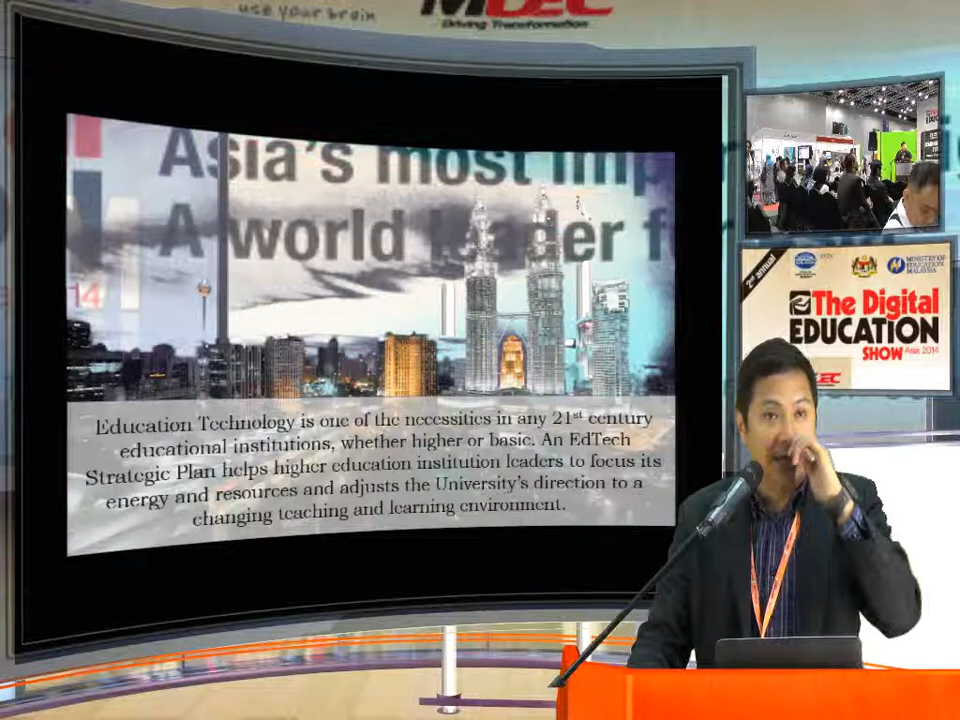 use your brain
MDEC
Driving Transformation
Asia's most imp
A world leader f
14
Education Technology is one of the necessities in any 21st century
educational institutions, whether higher or basic. An EdTech
Strategic Plan helps higher education institution leaders to focus its
energy and resources and adjusts the University's direction to a
changing teaching and learning environment.
2nd annual
MINISTRY OF
EDUCATION
MALAYSIA
The Digital
EDUCATION
SHOW Asia 2014